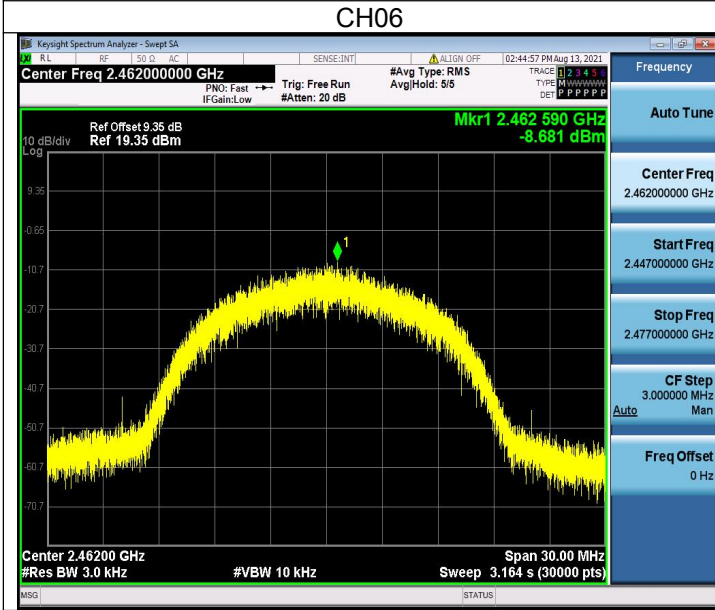 CH06
Keysight Spectrum Analyzer - Swept SA
RL RF 50 Ω AC SENSE:INT ALIGN OFF 02:44:57 PM Aug 13, 2021
Center Freq 2.462000000 GHz
PNO: Fast
IFGain:Low
Trig: Free Run
#Atten: 20 dB
#Avg Type: RMS
Avg|Hold: 5/5
TRACE 1 2 3 4 5 6
TYPE M WWWWW
DET P P P P P P
Frequency
Auto Tune
Center Freq
2.462000000 GHz
Start Freq
2.447000000 GHz
Stop Freq
2.477000000 GHz
CF Step
3.000000 MHz
Auto Man
Freq Offset
0 Hz
Ref Offset 9.35 dB
10 dB/div Ref 19.35 dBm
Log
Mkr1 2.462 590 GHz
-8.681 dBm
9.35
-0.65
1
-10.7
-20.7
-30.7
-40.7
-50.7
-60.7
-70.7
Center 2.46200 GHz Span 30.00 MHz
#Res BW 3.0 kHz #VBW 10 kHz Sweep 3.164 s (30000 pts)
MSG STATUS